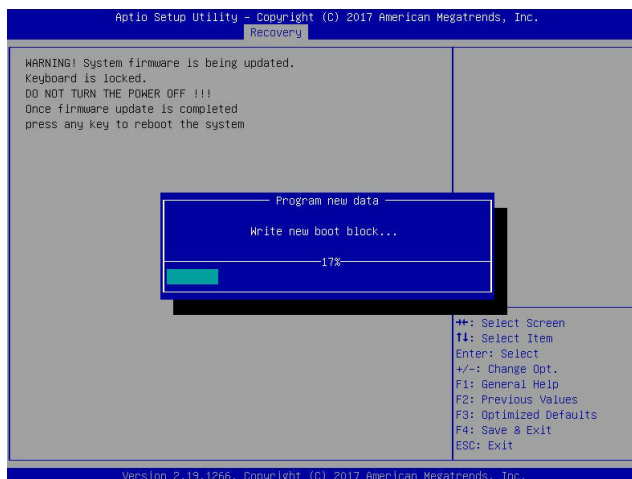 Aptio Setup Utility – Copyright (C) 2017 American Megatrends, Inc.
Recovery
WARNING! System firmware is being updated.
Keyboard is locked.
DO NOT TURN THE POWER OFF !!!
Once firmware update is completed
press any key to reboot the system
Program new data
Write new boot block...
17%
→←: Select Screen
↑↓: Select Item
Enter: Select
+/-: Change Opt.
F1: General Help
F2: Previous Values
F3: Optimized Defaults
F4: Save & Exit
ESC: Exit
Version 2.19.1266. Copyright (C) 2017 American Megatrends, Inc.